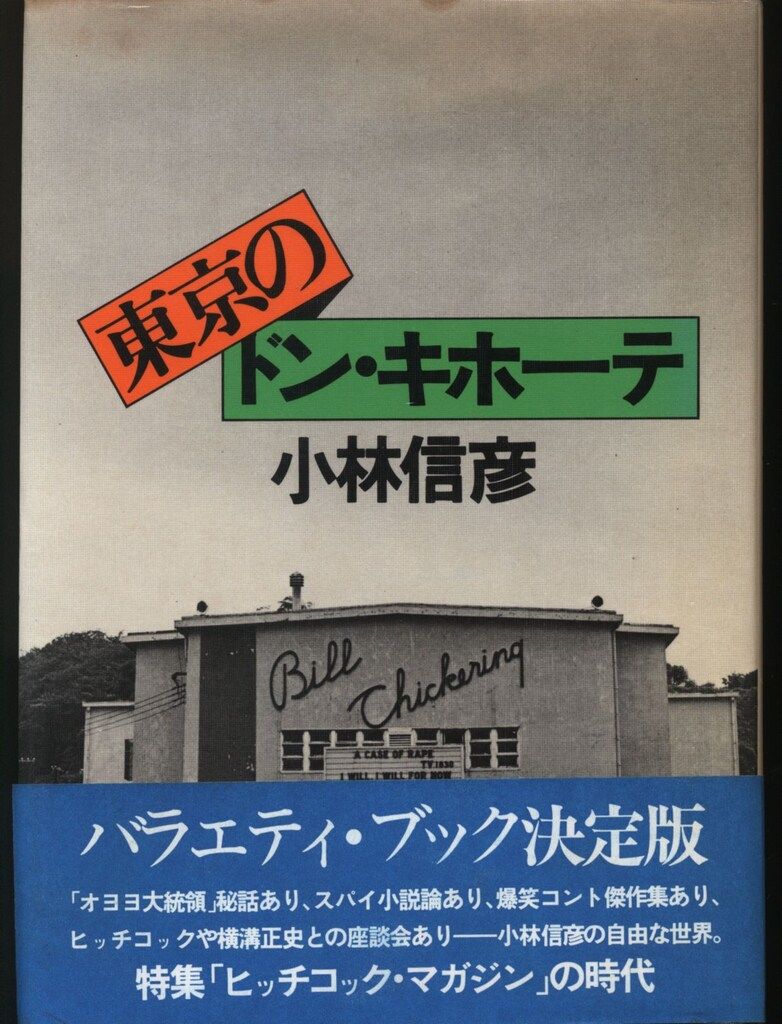 東京の
ドン・キホーテ
小林信彦
Bill Chickering
A CASE OF RAPE
TV 1830
I WILL, I WILL FOR NOW
バラエティ・ブック決定版
「オヨヨ大統領」秘話あり、スパイ小説論あり、爆笑コント傑作集あり、
ヒッチコックや横溝正史との座談会あり——小林信彦の自由な世界。
特集「ヒッチコック・マガジン」の時代